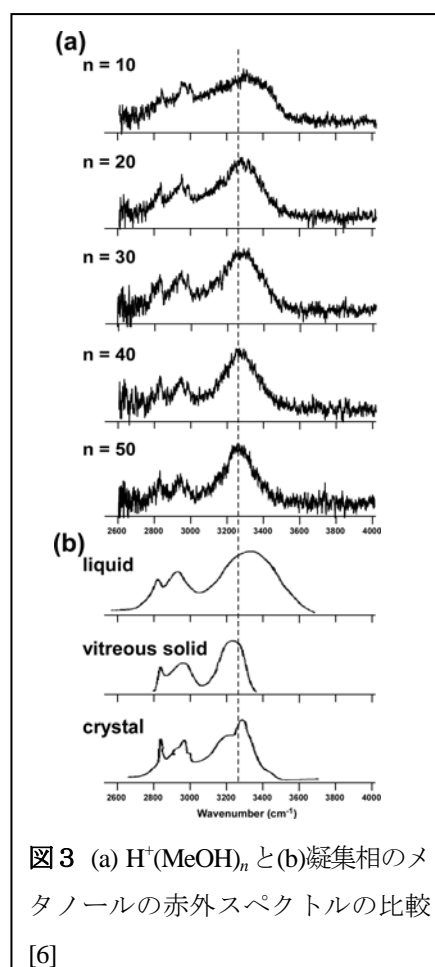 (a)
n = 10
n = 20
n = 30
n = 40
n = 50
2600 2800 3000 3200 3400 3600 3800 4000
(b)
liquid
vitreous solid
crystal
2600 2800 3000 3200 3400 3600 3800 4000
Wavenumber (cm⁻¹)
図3 (a) H⁺(MeOH)ₙと(b)凝集相のメ
タノールの赤外スペクトルの比較
[6]